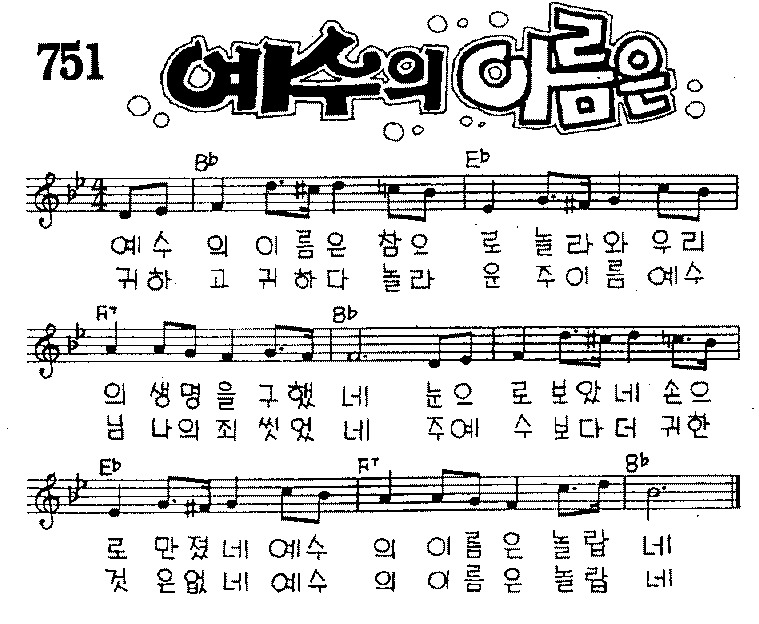 751 예수의 이름은
B♭ E♭
예수 의 이름은 참으 로 놀라와 우리
귀하 고 귀하다 놀라 운 주이름 예수
F7 B♭
의 생명을 구했 네 눈으 로보았네 손으
님 나의죄 씻었 네 주예 수보다더 귀한
E♭ F7 B♭
로 만졌네 예수 의 이름은 놀랍 네
것 은없네 예수 의 이름은 놀랍 네